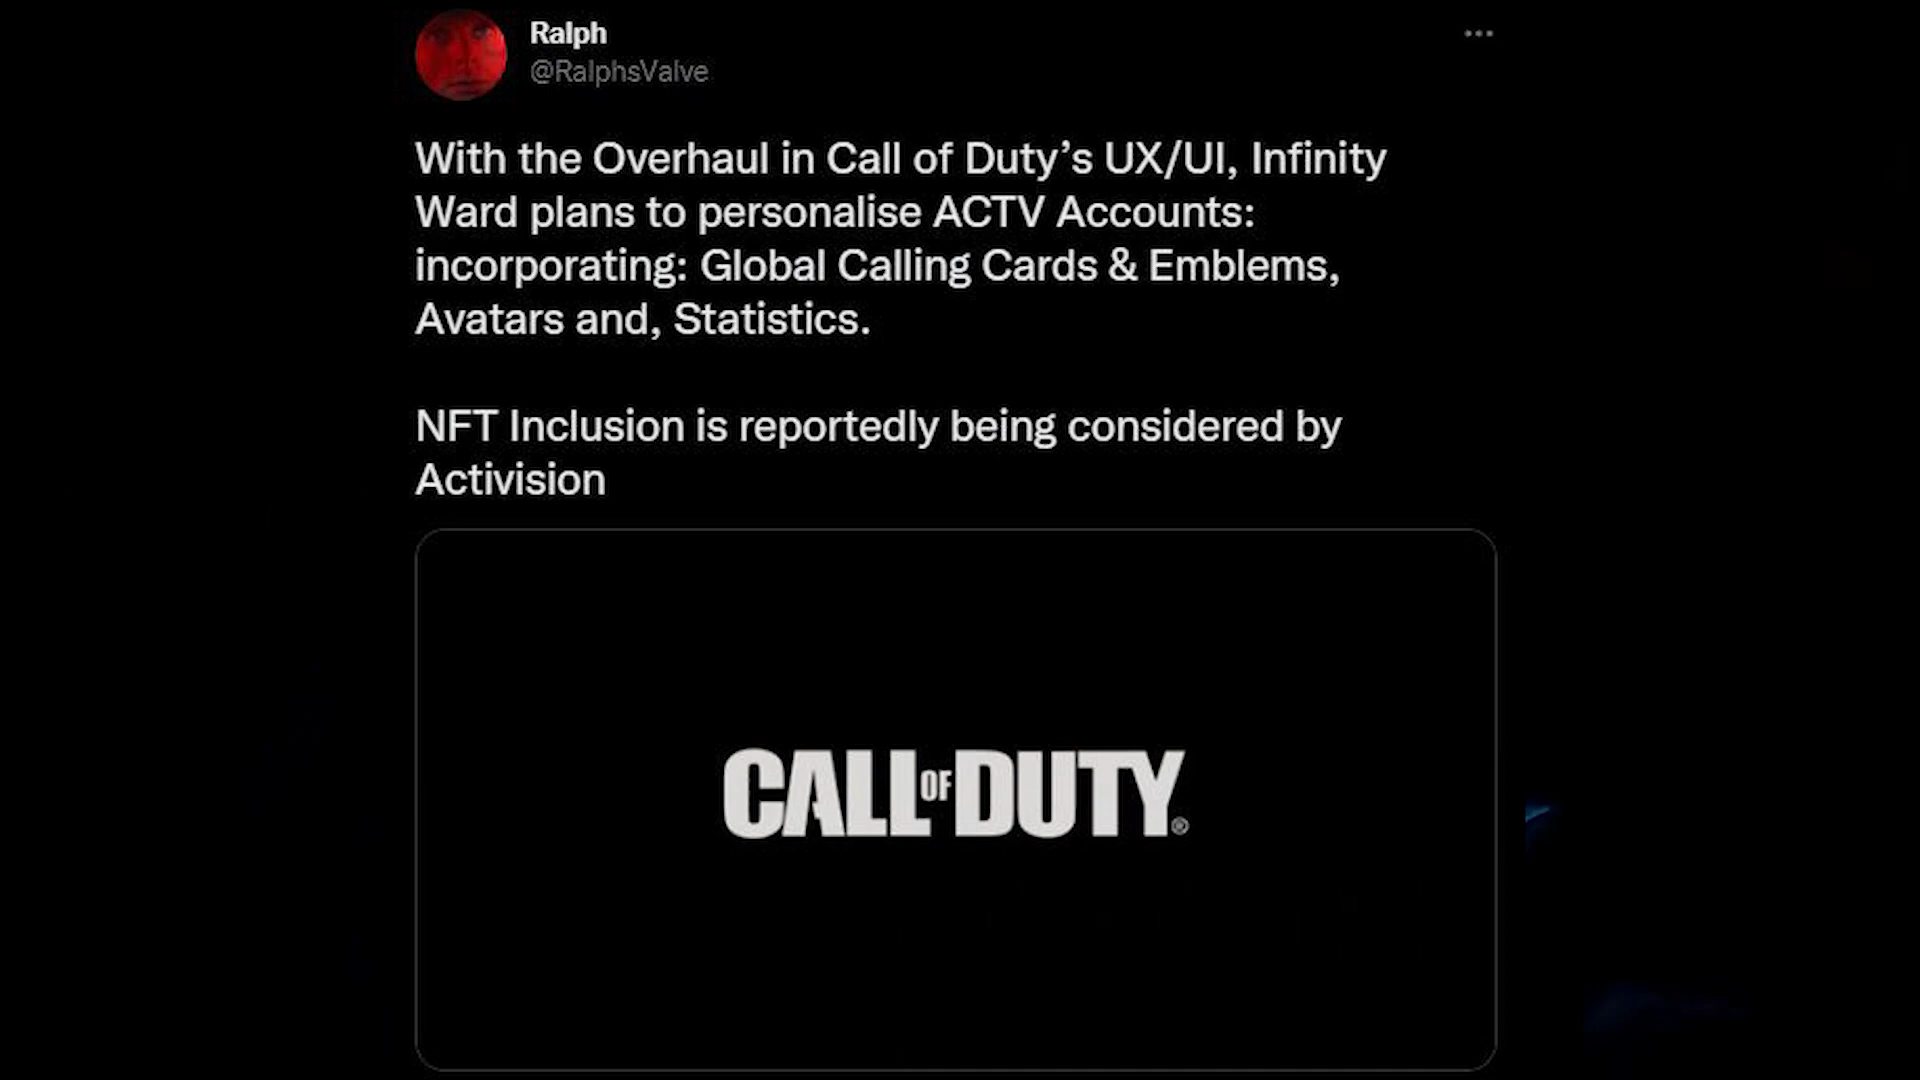 Ralph
@RalphsValve
With the Overhaul in Call of Duty’s UX/UI, Infinity
Ward plans to personalise ACTV Accounts:
incorporating: Global Calling Cards & Emblems,
Avatars and, Statistics.
NFT Inclusion is reportedly being considered by
Activision
CALL OF DUTY®